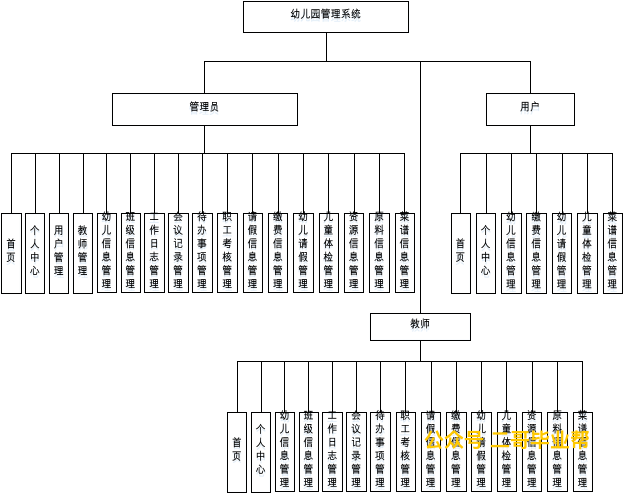 幼儿园管理系统
管理员
用户
首页
个人中心
用户管理
教师管理
幼儿信息管理
班级信息管理
工作日志管理
会议记录管理
待办事项管理
职工考核管理
请假信息管理
缴费信息管理
幼儿请假管理
儿童体检管理
资源信息管理
原料信息管理
菜谱信息管理
首页
个人中心
幼儿信息管理
缴费信息管理
幼儿请假管理
儿童体检管理
菜谱信息管理
教师
首页
个人中心
幼儿信息管理
班级信息管理
工作日志管理
会议记录管理
待办事项管理
职工考核管理
请假信息管理
缴费信息管理
幼儿请假管理
儿童体检管理
资源信息管理
原料信息管理
菜谱信息管理
公众号 二哥毕业帮